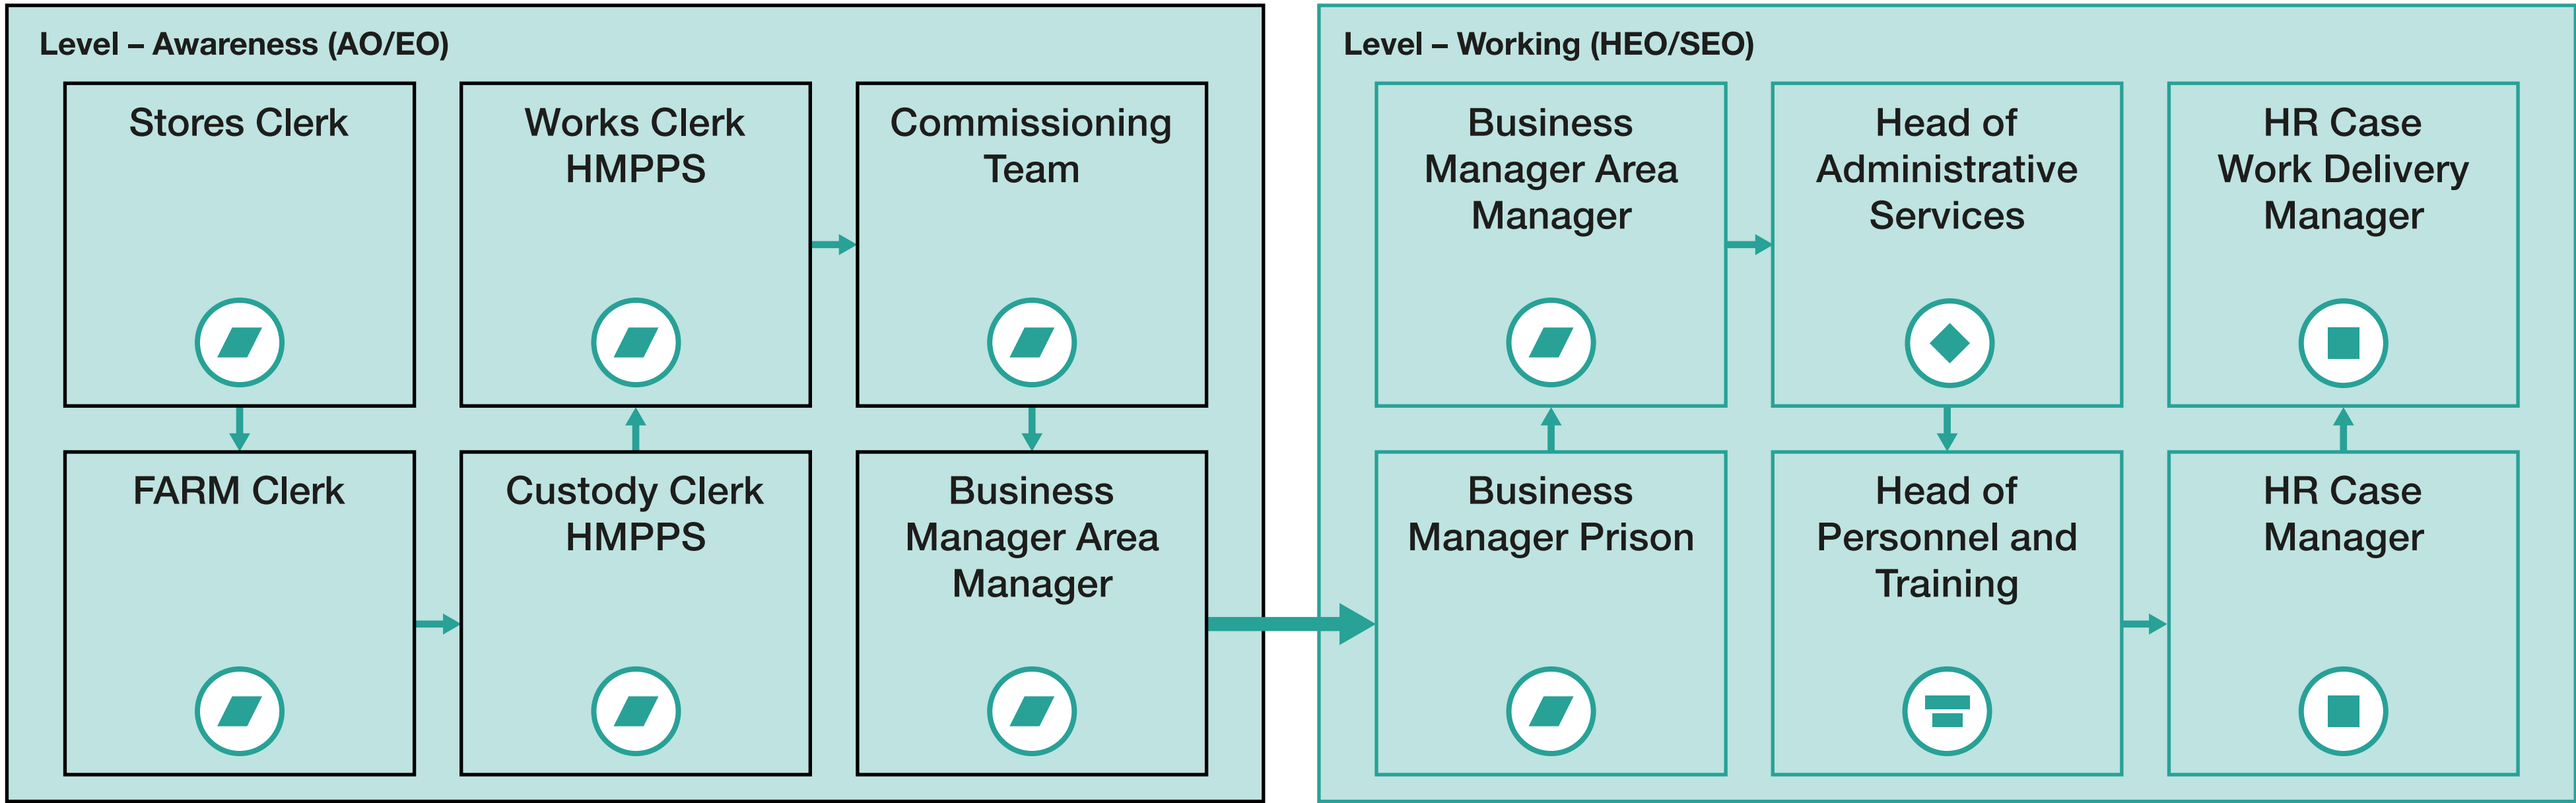 Level – Awareness (AO/EO)
Stores Clerk
Works Clerk
HMPPS
Commissioning
Team
FARM Clerk
Custody Clerk
HMPPS
Business
Manager Area
Manager
Level – Working (HEO/SEO)
Business
Manager Area
Manager
Head of
Administrative
Services
HR Case
Work Delivery
Manager
Business
Manager Prison
Head of
Personnel and
Training
HR Case
Manager